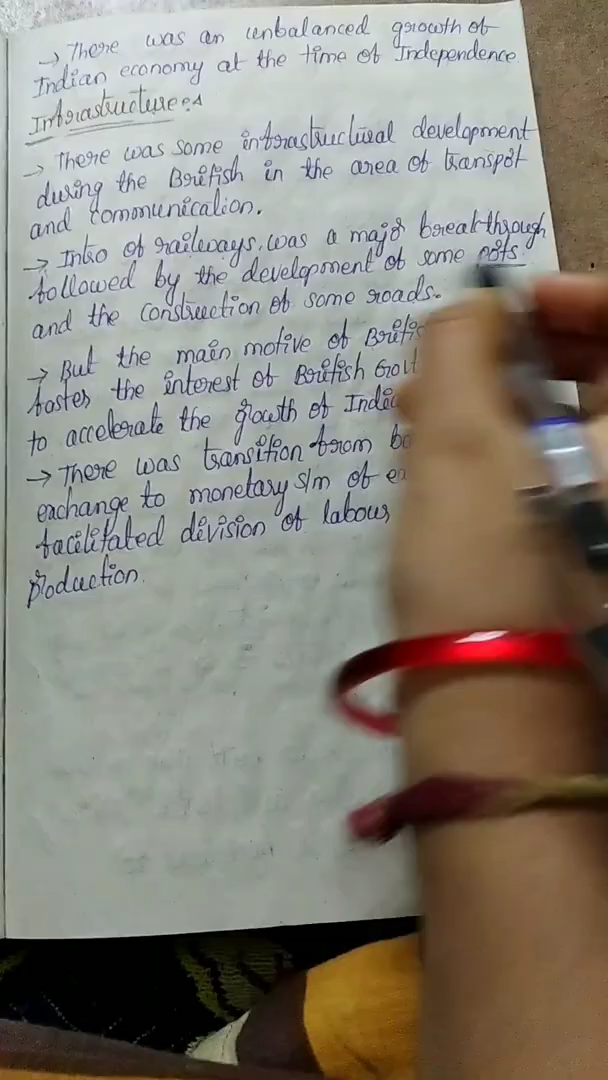 → There was an unbalanced growth of
Indian economy at the time of Independence
Infrastructure:-
→ There was some infrastructural development
during the British in the area of transpot
and communication.
→ Intro of railways, was a major breakthrough
followed by the development of some
and the construction of some roads.
→ But the main motive of
foster the interest of British Govt
to accelerate the growth of
→ There was transition from
exchange to monetary s/m of
facilitated division of labour,
production.